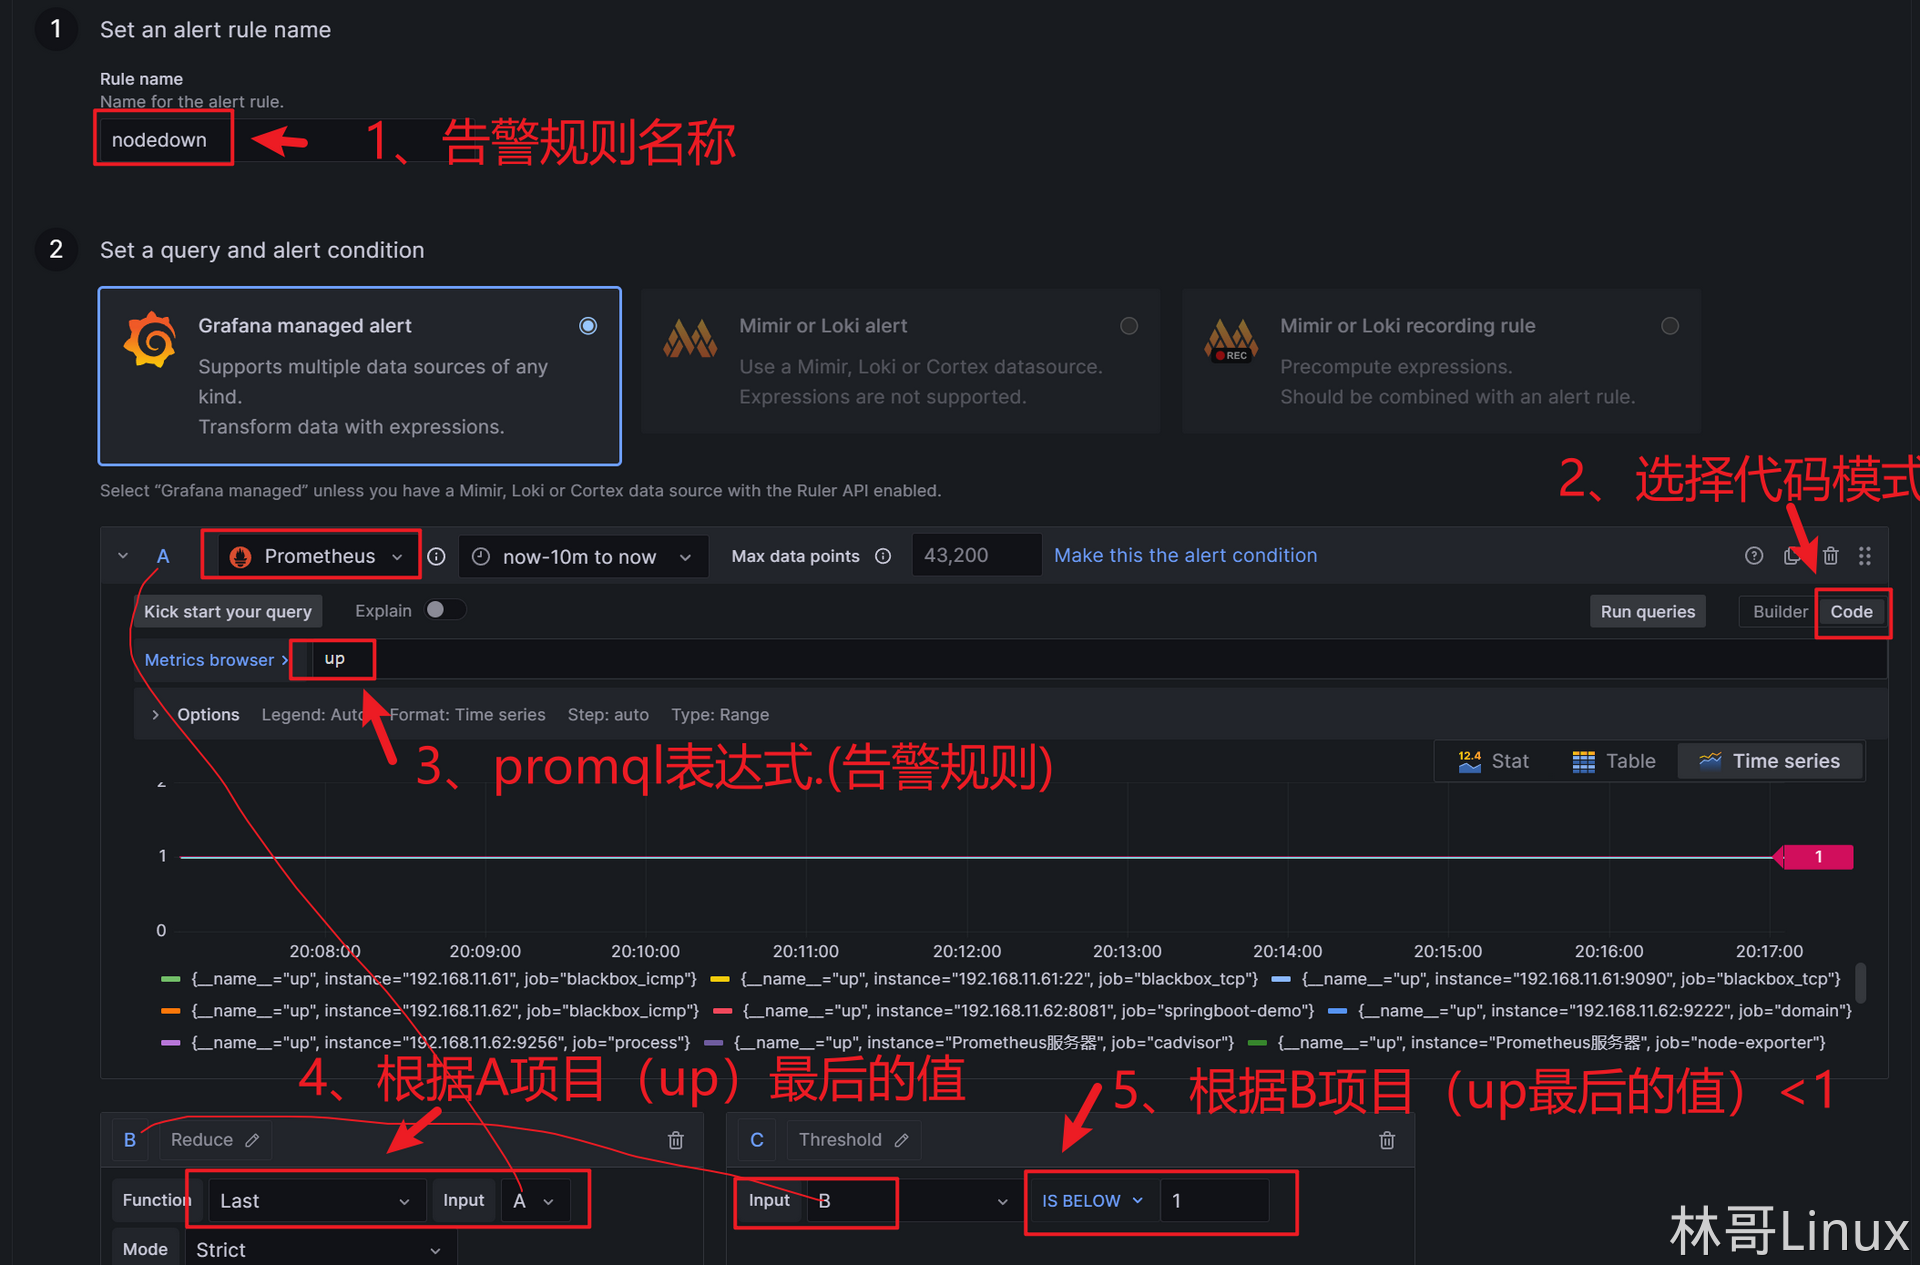 1 Set an alert rule name
Rule name
Name for the alert rule.
nodedown
1、告警规则名称
2 Set a query and alert condition
Grafana managed alert
Supports multiple data sources of any
kind.
Transform data with expressions.
Mimir or Loki alert
Use a Mimir, Loki or Cortex datasource.
Expressions are not supported.
REC
Mimir or Loki recording rule
Precompute expressions.
Should be combined with an alert rule.
Select “Grafana managed” unless you have a Mimir, Loki or Cortex data source with the Ruler API enabled.
2、选择代码模式
A Prometheus now-10m to now Max data points 43,200 Make this the alert condition
Kick start your query Explain Run queries Builder Code
Metrics browser > up
Options Legend: Auto Format: Time series Step: auto Type: Range
3、promql表达式.(告警规则)
12.4 Stat Table Time series
2
1
0
1
20:08:00 20:09:00 20:10:00 20:11:00 20:12:00 20:13:00 20:14:00 20:15:00 20:16:00 20:17:00
{__name__="up", instance="192.168.11.61", job="blackbox_icmp"} {__name__="up", instance="192.168.11.61:22", job="blackbox_tcp"} {__name__="up", instance="192.168.11.61:9090", job="blackbox_tcp"}
{__name__="up", instance="192.168.11.62", job="blackbox_icmp"} {__name__="up", instance="192.168.11.62:8081", job="springboot-demo"} {__name__="up", instance="192.168.11.62:9222", job="domain"}
{__name__="up", instance="192.168.11.62:9256", job="process"} {__name__="up", instance="Prometheus服务器", job="cadvisor"} {__name__="up", instance="Prometheus服务器", job="node-exporter"}
4、根据A项目（up）最后的值
5、根据B项目（up最后的值）<1
B Reduce
Function Last Input A
Mode Strict
C Threshold
Input B IS BELOW 1
林哥Linux